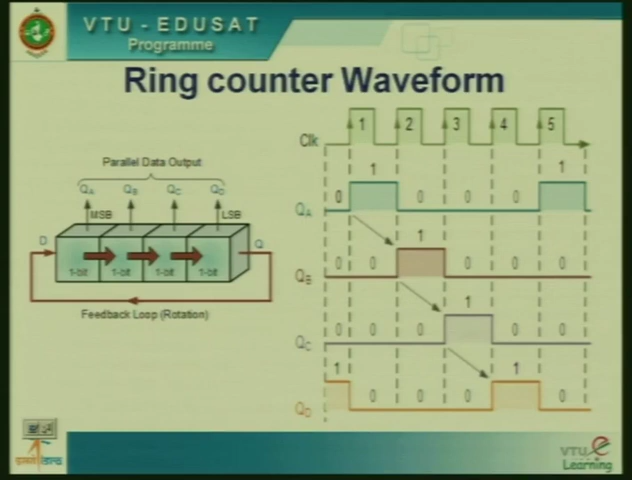 VTU - EDUSAT
Programme
Ring counter Waveform
Parallel Data Output
QA QB QC QD
MSB LSB
D Q
1-bit 1-bit 1-bit 1-bit
Feedback Loop (Rotation)
Clk 1 2 3 4 5
QA 0 1 0 0 0 1
QB 0 0 1 0 0 0
QC 0 0 0 1 0 0
QD 1 0 0 0 1 0
VTU e
Learning